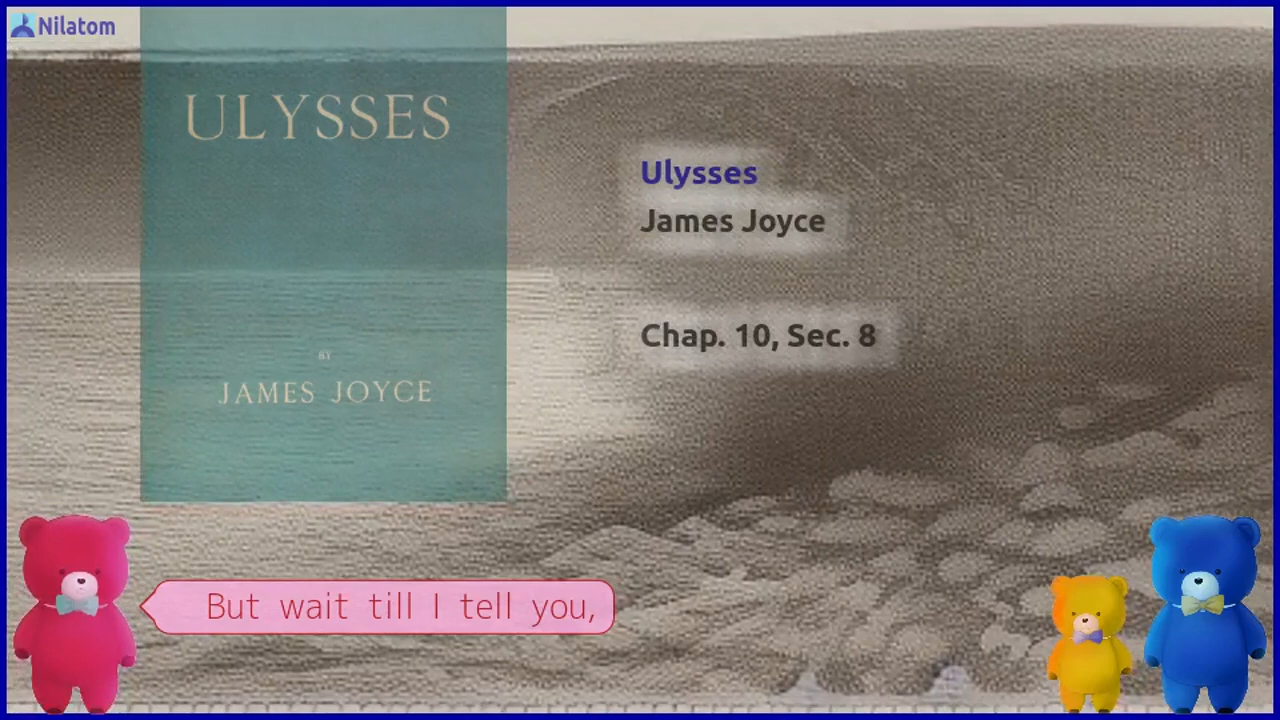 Nilatom
ULYSSES
BY
JAMES JOYCE
Ulysses
James Joyce
Chap. 10, Sec. 8
But wait till I tell you,